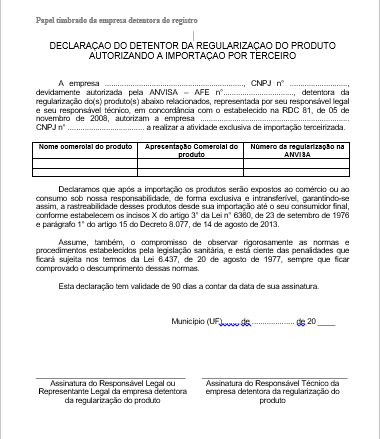 Papel timbrado da empresa detentora do registro
DECLARAÇAO DO DETENTOR DA REGULARIZAÇAO DO PRODUTO
AUTORIZANDO A IMPORTAÇAO POR TERCEIRO
A empresa ................................................, CNPJ n° .....................,
devidamente autorizada pela ANVISA – AFE n°........................, detentora da
regularização do(s) produto(s) abaixo relacionados, representada por seu responsável legal
e seu responsável técnico, em concordância com o estabelecido na RDC 81, de 05 de
novembro de 2008, autorizam a empresa ....................................................
CNPJ n° ........................... a realizar a atividade exclusiva de importação terceirizada.
Nome comercial do produto Apresentação Comercial do produto Número da regularização na ANVISA
Declaramos que após a importação os produtos serão expostos ao comércio ou ao
consumo sob nossa responsabilidade, de forma exclusiva e intransferível, garantindo-se
assim, a rastreabilidade desses produtos desde sua importação até o seu consumidor final,
conforme estabelecem os incisos X do artigo 3° da Lei n° 6360, de 23 de setembro de 1976
e parágrafo 1° do artigo 15 do Decreto 8.077, de 14 de agosto de 2013.
Assume, também, o compromisso de observar rigorosamente as normas e
procedimentos estabelecidos pela legislação sanitária, e está ciente das penalidades que
ficará sujeita nos termos da Lei 6.437, de 20 de agosto de 1977, sempre que ficar
comprovado o descumprimento dessas normas.
Esta declaração tem validade de 90 dias a contar da data de sua assinatura.
Município (UF)......, de .................. de 20 ____
Assinatura do Responsável Legal ou
Representante Legal da empresa detentora
da regularização do produto
Assinatura do Responsável Técnico da
empresa detentora da regularização do
produto